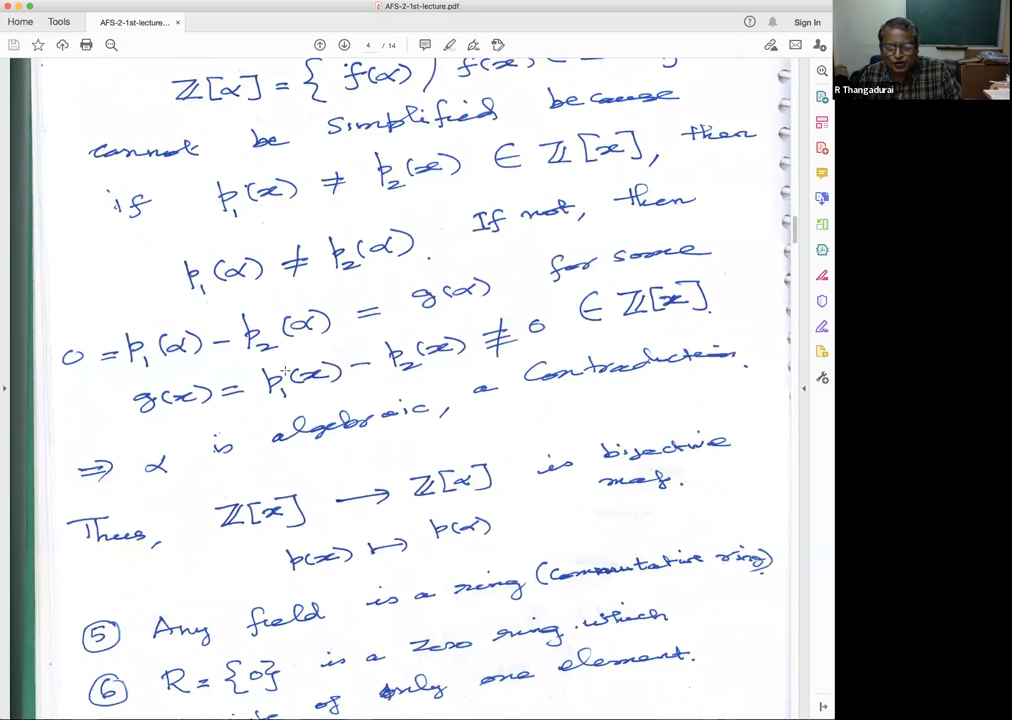 AFS-2-1st-lecture.pdf
Home Tools AFS-2-1st-lecture... × Sign In
4 / 14
R Thangadurai
ℤ[α] = { f(α) / f(x)
cannot be simplified because
if p₁(x) ≠ p₂(x) ∈ ℤ[x], then
p₁(α) ≠ p₂(α). If not, then
0 = p₁(α) - p₂(α) = g(α) for some
g(x) = p₁(x) - p₂(x) ≢ 0 ∈ ℤ[x].
⇒ α is algebraic, a contradiction.
Thus, ℤ[x] ⟶ ℤ[α] is bijective map.
p(x) ↦ p(α)
⑤ Any field is a ring (commutative ring)
⑥ R = {0} is a zero ring which
of only one element.